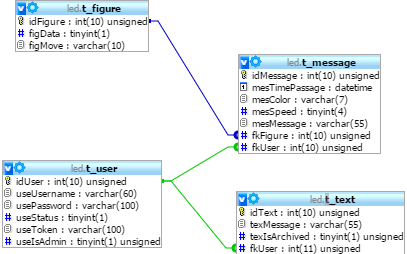 led.t_figure
idFigure : int(10) unsigned
figData : tinyint(1)
figMove : varchar(10)
led.t_message
idMessage : int(10) unsigned
mesTimePassage : datetime
mesColor : varchar(7)
mesSpeed : tinyint(4)
mesMessage : varchar(55)
fkFigure : int(10) unsigned
fkUser : int(10) unsigned
led.t_user
idUser : int(10) unsigned
useUsername : varchar(60)
usePassword : varchar(100)
useStatus : tinyint(1)
useToken : varchar(100)
useIsAdmin : tinyint(1) unsigned
led.t_text
idText : int(10) unsigned
texMessage : varchar(55)
texIsArchived : tinyint(1) unsigned
fkUser : int(11) unsigned